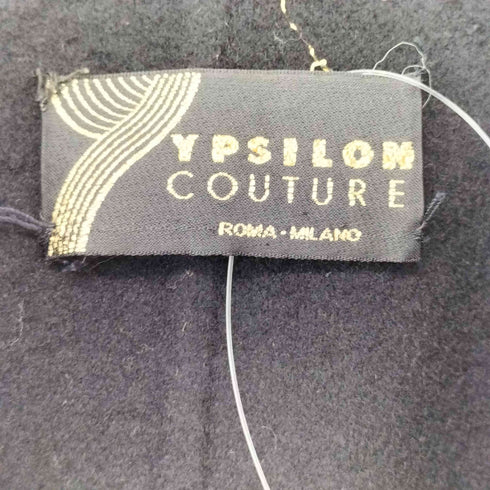 YPSILON
COUTURE
ROMA - MILANO